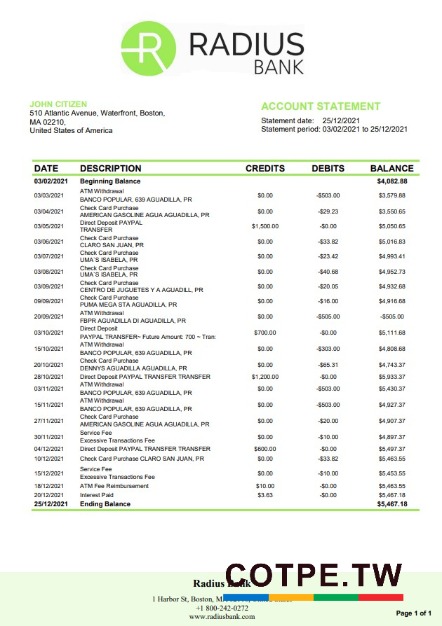 RADIUS
BANK
JOHN CITIZEN
510 Atlantic Avenue, Waterfront, Boston,
MA 02210,
United States of America
ACCOUNT STATEMENT
Statement date: 25/12/2021
Statement period: 03/02/2021 to 25/12/2021
DATE DESCRIPTION CREDITS DEBITS BALANCE
03/02/2021 Beginning Balance $4,082.88
03/03/2021 ATM Withdrawal
BANCO POPULAR, 639 AGUADILLA, PR $0.00 -$503.00 $3,579.88
03/04/2021 Check Card Purchase
AMERICAN GASOLINE AGUA AGUADILLA, PR $0.00 -$29.23 $3,550.65
03/05/2021 Direct Deposit PAYPAL
TRANSFER $1,500.00 -$0.00 $5,050.65
03/06/2021 Check Card Purchase
CLARO SAN JUAN, PR $0.00 -$33.82 $5,016.83
03/07/2021 Check Card Purchase
UMA'S ISABELA, PR $0.00 -$23.42 $4,993.41
03/08/2021 Check Card Purchase
UMA'S ISABELA, PR $0.00 -$40.68 $4,952.73
03/09/2021 Check Card Purchase
CENTRO DE JUGUETES Y A AGUADILL, PR $0.00 -$20.05 $4,932.68
09/09/2021 Check Card Purchase
PUMA MEGA STA AGUADILLA, PR $0.00 -$16.00 $4,916.68
20/09/2021 ATM Withdrawal
FBPR AGUADILLA DI AGUADILLA, PR $0.00 -$505.00 -$505.00
03/10/2021 Direct Deposit
PAYPAL TRANSFER~ Future Amount: 700 ~ Tran: $700.00 -$0.00 $5,111.68
15/10/2021 ATM Withdrawal
BANCO POPULAR, 639 AGUADILLA, PR $0.00 -$303.00 $4,808.68
20/10/2021 Check Card Purchase
DENNYS AGUADILLA AGUADILLA, PR $0.00 -$65.31 $4,743.37
28/10/2021 Direct Deposit PAYPAL TRANSFER TRANSFER $1,200.00 -$0.00 $5,933.37
03/11/2021 ATM Withdrawal
BANCO POPULAR, 639 AGUADILLA, PR $0.00 -$503.00 $5,430.37
15/11/2021 ATM Withdrawal
BANCO POPULAR, 639 AGUADILLA, PR $0.00 -$503.00 $4,927.37
27/11/2021 Check Card Purchase
AMERICAN GASOLINE AGUA AGUADILLA, PR $0.00 -$20.00 $4,907.37
30/11/2021 Service Fee
Excessive Transactions Fee $0.00 -$10.00 $4,897.37
04/12/2021 Direct Deposit PAYPAL TRANSFER TRANSFER $600.00 -$0.00 $5,497.37
10/12/2021 Check Card Purchase CLARO SAN JUAN, PR $0.00 -$33.82 $5,463.55
15/12/2021 Service Fee
Excessive Transactions Fee $0.00 -$10.00 $5,453.55
18/12/2021 ATM Fee Reimbursement $10.00 -$0.00 $5,463.55
20/12/2021 Interest Paid $3.63 -$0.00 $5,467.18
25/12/2021 Ending Balance $5,467.18
Radius Bank
COTPE.TW
1 Harbor St, Boston,
+1 800-242-0272
www.radiusbank.com
Page 1 of 1